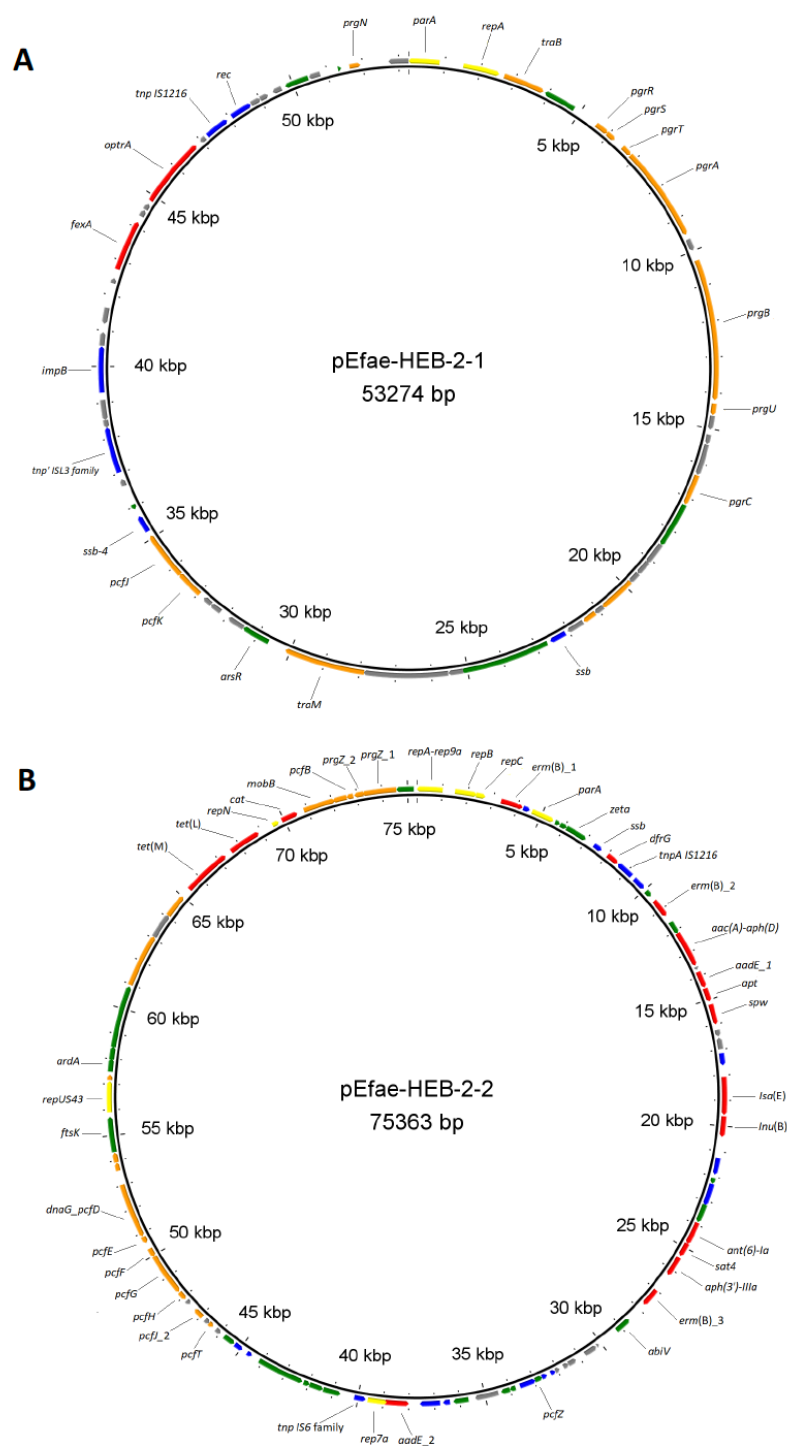 A
prgN
parA
repA
traB
rec
tnp IS1216
optrA
fexA
impB
tnp' ISL3 family
ssb-4
pcfJ
pcfK
arsR
traM
ssb
pgrC
prgU
prgB
pgrA
pgrT
pgrS
pgrR
50 kbp
5 kbp
45 kbp
10 kbp
40 kbp
15 kbp
35 kbp
20 kbp
30 kbp
25 kbp
pEfae-HEB-2-1
53274 bp
B
prgZ_1
prgZ_2
pcfB
mobB
cat
repN
tet(L)
tet(M)
repA-rep9a
repB
repC
erm(B)_1
parA
zeta
ssb
dfrG
tnpA IS1216
erm(B)_2
aac(A)-aph(D)
aadE_1
apt
spw
lsa(E)
lnu(B)
ant(6)-Ia
sat4
aph(3')-IIIa
erm(B)_3
abiV
pcfZ
aadE_2
rep7a
tnp IS6 family
pcfT
pcfJ_2
pcfH
pcfG
pcfF
pcfE
dnaG_pcfD
ftsK
repUS43
ardA
75 kbp
5 kbp
70 kbp
10 kbp
65 kbp
15 kbp
60 kbp
20 kbp
55 kbp
25 kbp
50 kbp
30 kbp
45 kbp
35 kbp
40 kbp
pEfae-HEB-2-2
75363 bp